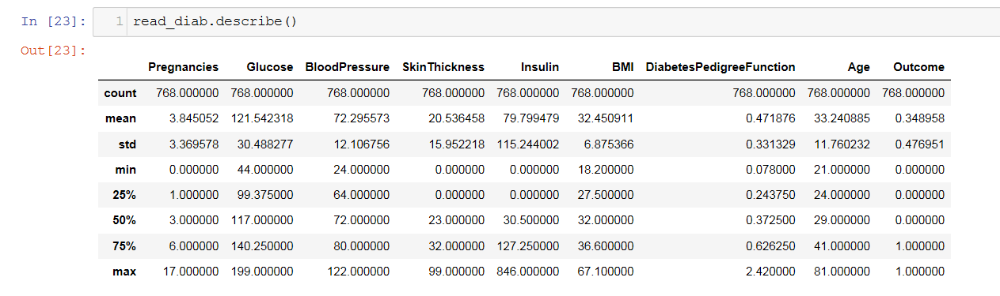 In [23]: 1 read_diab.describe()
Out[23]:
Pregnancies Glucose BloodPressure SkinThickness Insulin BMI DiabetesPedigreeFunction Age Outcome
count 768.000000 768.000000 768.000000 768.000000 768.000000 768.000000 768.000000 768.000000 768.000000
mean 3.845052 121.542318 72.295573 20.536458 79.799479 32.450911 0.471876 33.240885 0.348958
std 3.369578 30.488277 12.106756 15.952218 115.244002 6.875366 0.331329 11.760232 0.476951
min 0.000000 44.000000 24.000000 0.000000 0.000000 18.200000 0.078000 21.000000 0.000000
25% 1.000000 99.375000 64.000000 0.000000 0.000000 27.500000 0.243750 24.000000 0.000000
50% 3.000000 117.000000 72.000000 23.000000 30.500000 32.000000 0.372500 29.000000 0.000000
75% 6.000000 140.250000 80.000000 32.000000 127.250000 36.600000 0.626250 41.000000 1.000000
max 17.000000 199.000000 122.000000 99.000000 846.000000 67.100000 2.420000 81.000000 1.000000